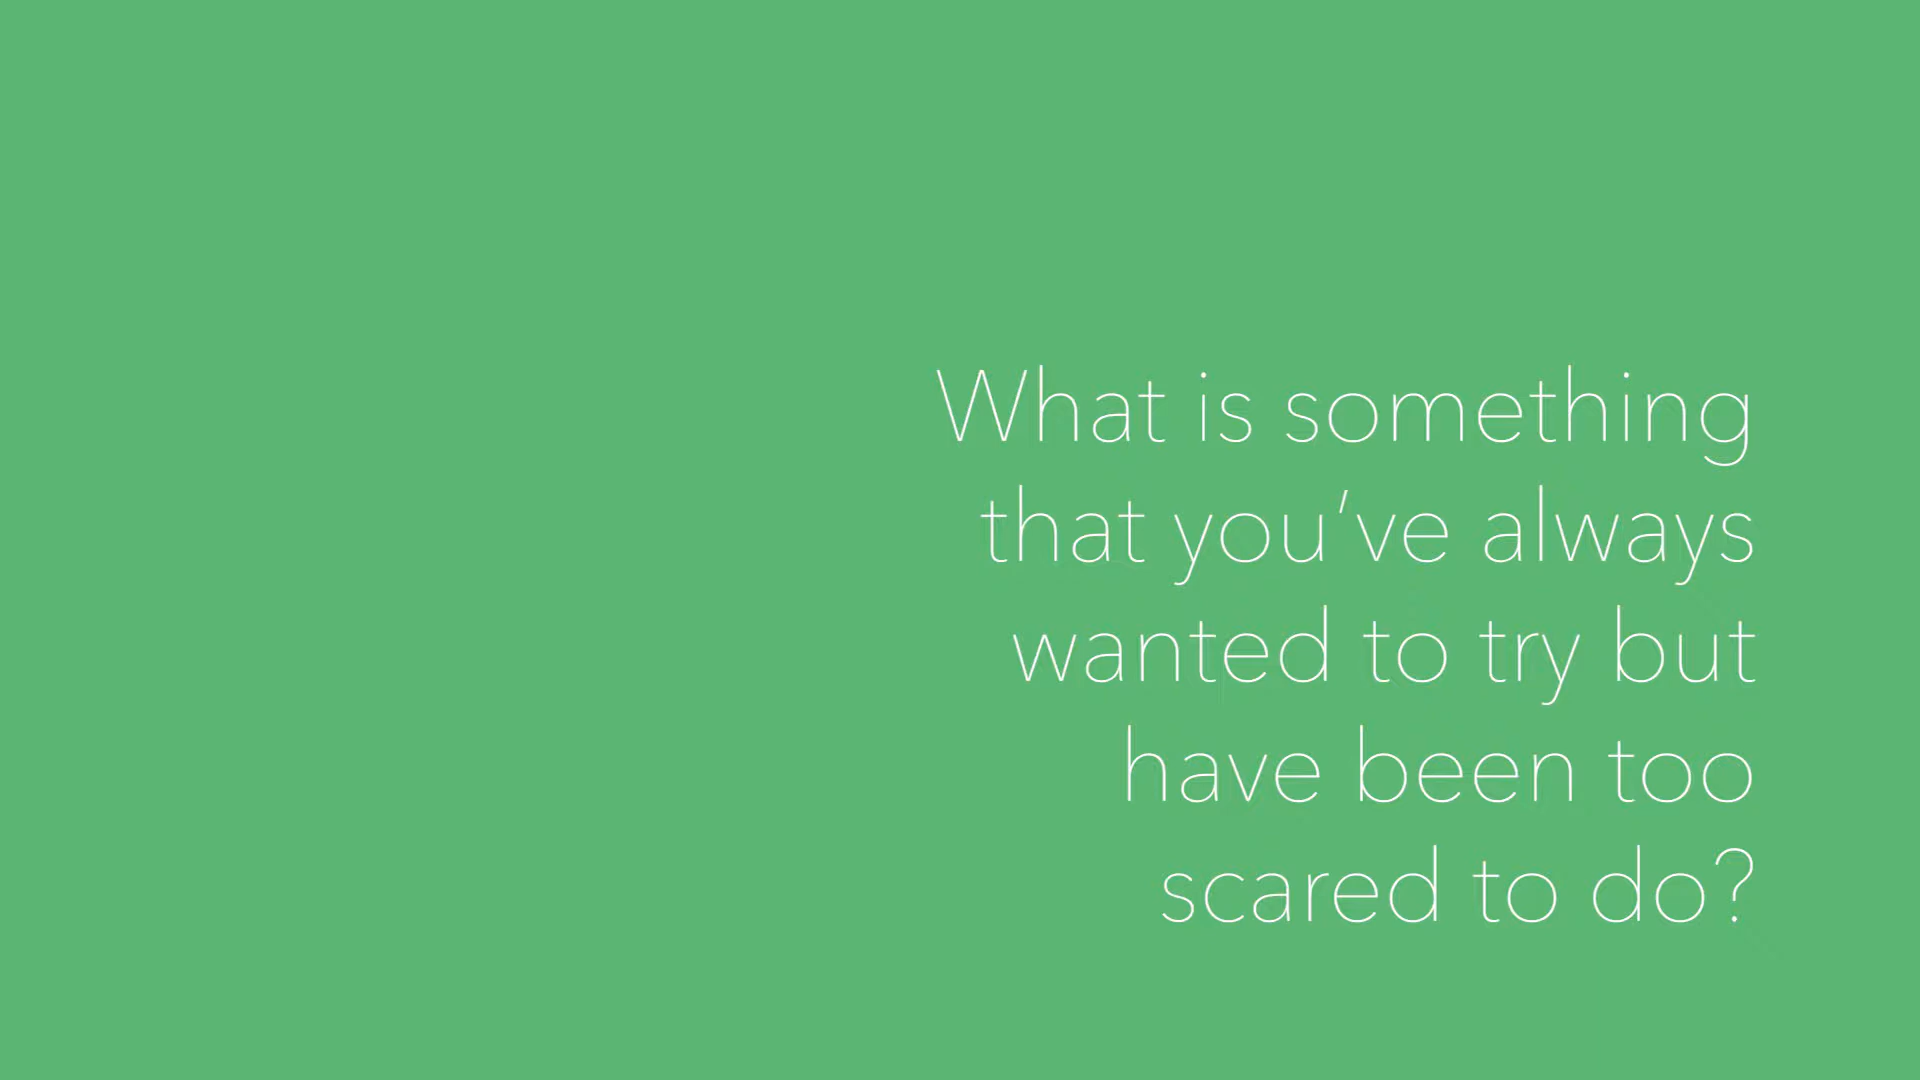 What is something
that you've always
wanted to try but
have been too
scared to do?